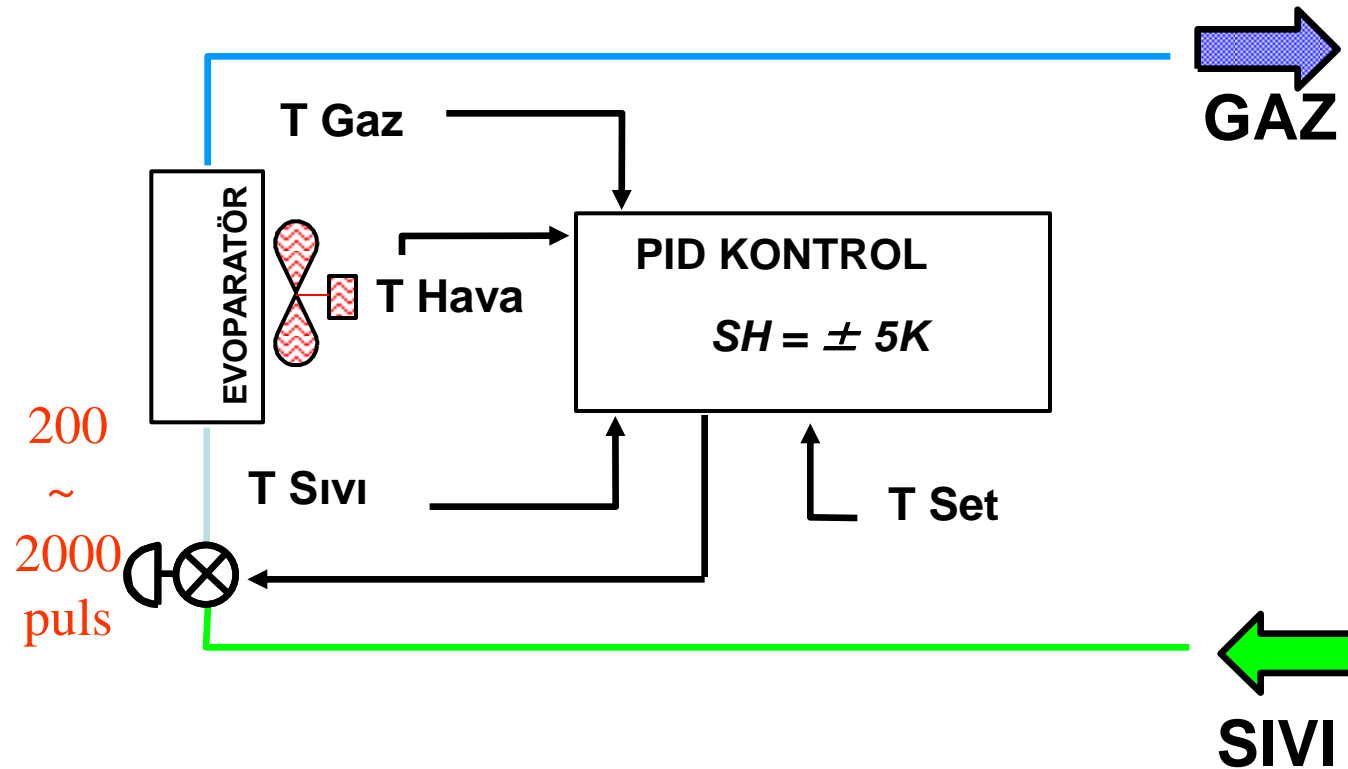 GAZ
T Gaz
EVOPARATÖR
PID KONTROL
T Hava
SH = ± 5K
200
~
2000
puls
T Sıvı
T Set
SIVI